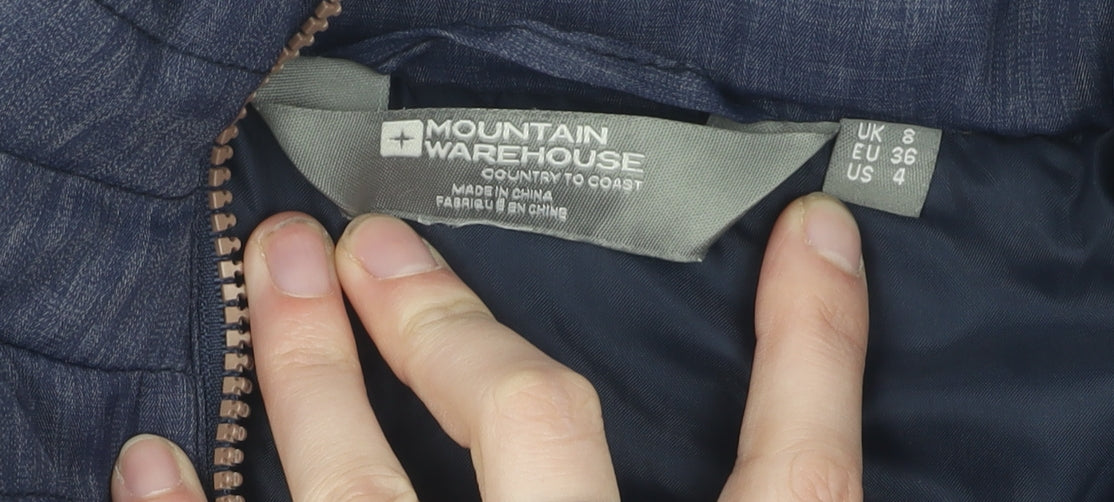 MOUNTAIN
WAREHOUSE
COUNTRY TO COAST
MADE IN CHINA
FABRIQUÉ EN CHINE
UK 8
EU 36
US 4